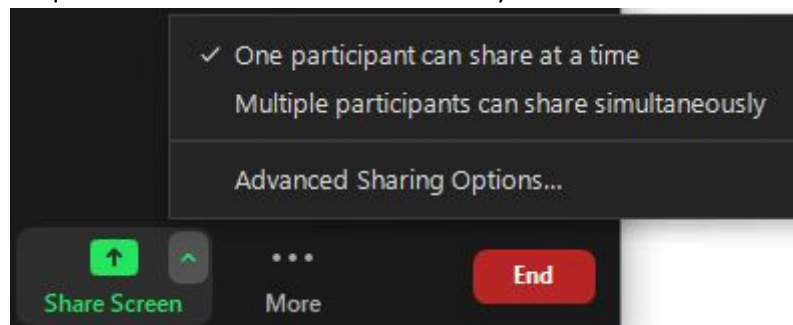 ✓ One participant can share at a time
Multiple participants can share simultaneously
Advanced Sharing Options...
Share Screen
More
End